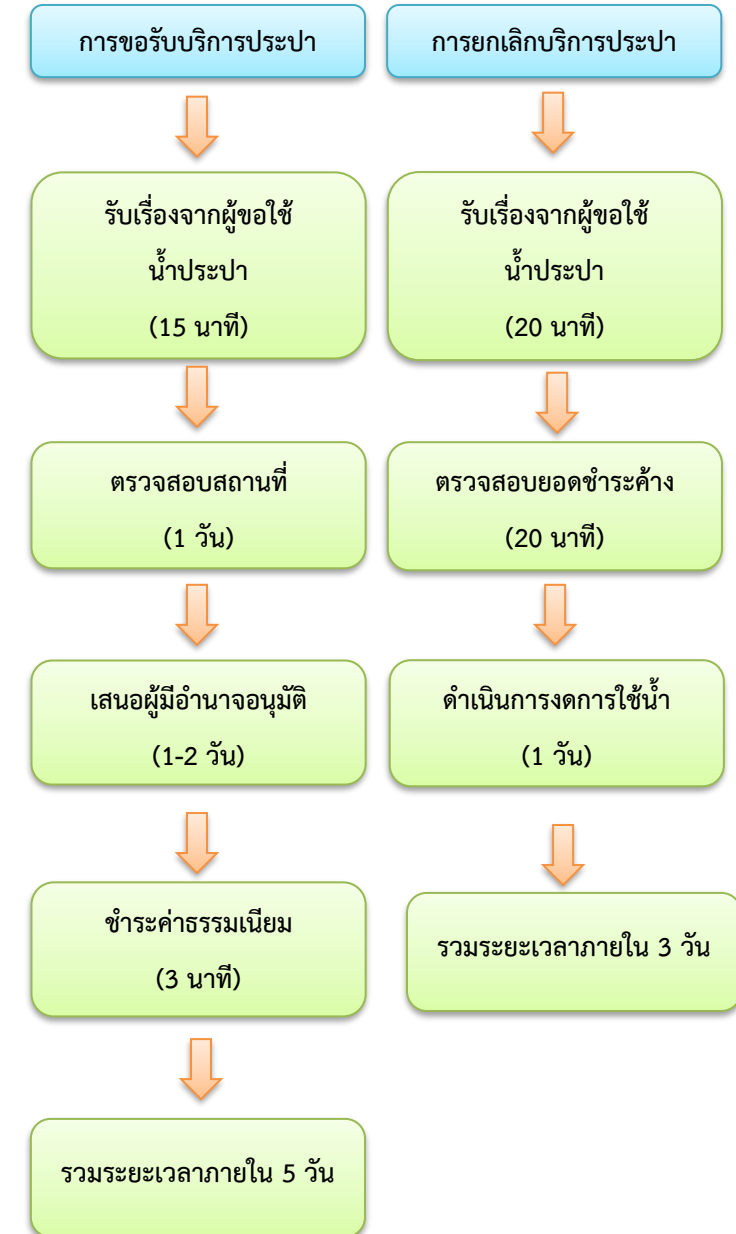 การขอรับบริการประปา
รับเรื่องจากผู้ขอใช้
น้ำประปา
(15 นาที)
ตรวจสอบสถานที่
(1 วัน)
เสนอผู้มีอำนาจอนุมัติ
(1-2 วัน)
ชำระค่าธรรมเนียม
(3 นาที)
รวมระยะเวลาภายใน 5 วัน
การยกเลิกบริการประปา
รับเรื่องจากผู้ขอใช้
น้ำประปา
(20 นาที)
ตรวจสอบยอดชำระค้าง
(20 นาที)
ดำเนินการงดการใช้น้ำ
(1 วัน)
รวมระยะเวลาภายใน 3 วัน